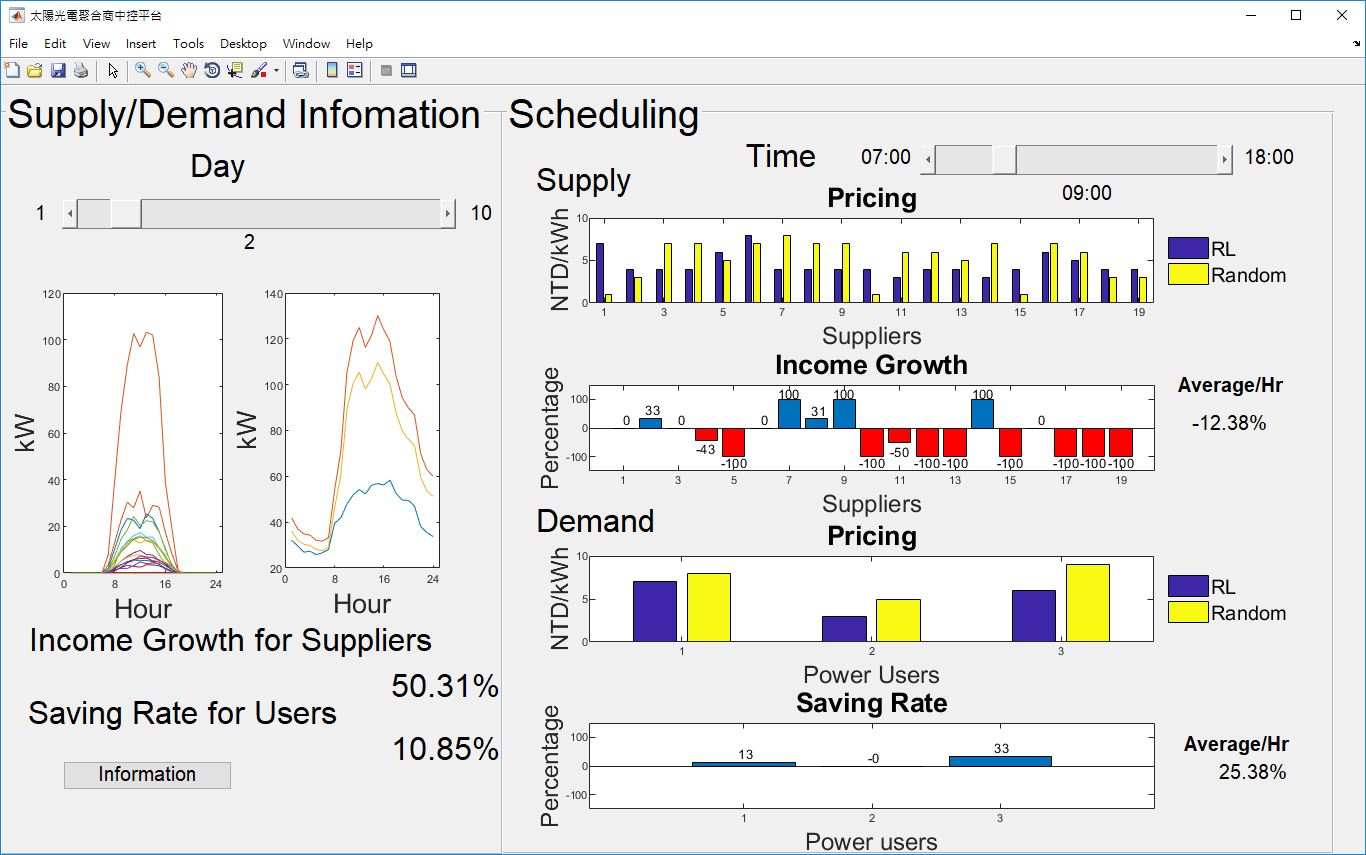 太陽光電聚合商中控平台
File Edit View Insert Tools Desktop Window Help
Supply/Demand Infomation
Day
1 10
2
120
100
80
60
40
20
0
kW
0 8 16 24
Hour
140
120
100
80
60
40
20
kW
0 8 16 24
Hour
Income Growth for Suppliers
50.31%
Saving Rate for Users
10.85%
Information
Scheduling
Time 07:00 18:00
09:00
Supply
Pricing
NTD/kWh
10
5
0
1 3 5 7 9 11 13 15 17 19
Suppliers
RL
Random
Income Growth
Percentage
100
0
-100
0 33 0 -43 -100 0 100 31 100 -100 -50 -100 -100 100 -100 0 -100 -100 -100
1 3 5 7 9 11 13 15 17 19
Suppliers
Average/Hr
-12.38%
Demand
Pricing
NTD/kWh
10
5
0
1 2 3
Power Users
RL
Random
Saving Rate
Percentage
100
0
-100
13 -0 33
1 2 3
Power users
Average/Hr
25.38%